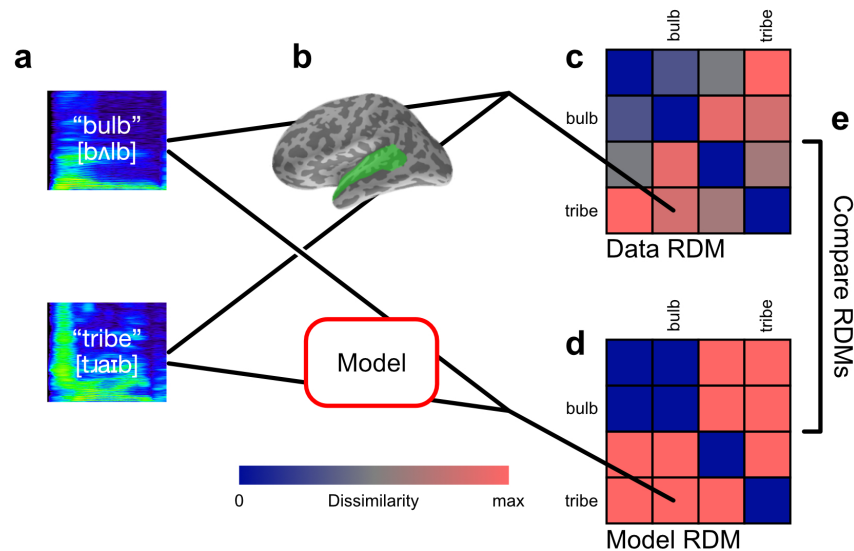 a
“bulb”
[bʌlb]
“tribe”
[tɹaɪb]
b
Model
0
Dissimilarity
max
c
bulb
tribe
bulb
tribe
Data RDM
d
bulb
tribe
bulb
tribe
Model RDM
e
Compare RDMs